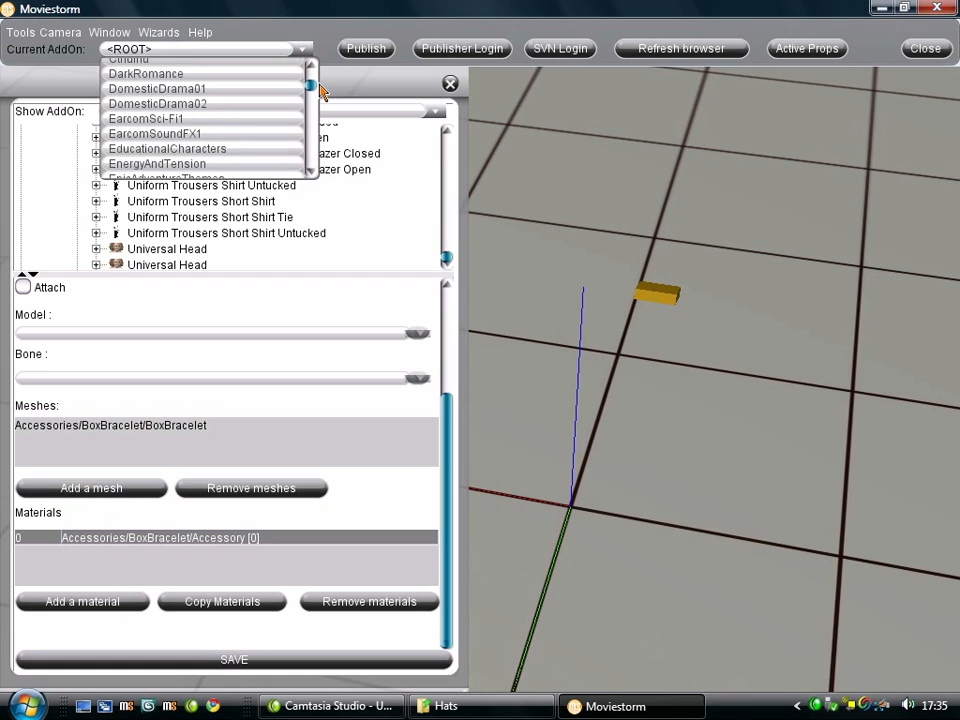 Moviestorm
Tools Camera Window Wizards Help
Current AddOn: <ROOT> Publish Publisher Login SVN Login Refresh browser Active Props Close
Cthulhu
DarkRomance
DomesticDrama01
DomesticDrama02
EarcomSci-Fi1
EarcomSoundFX1
EducationalCharacters
EnergyAndTension
EpicAdventureThemes
Show AddOn:
azer Closed
azer Open
Uniform Trousers Shirt Untucked
Uniform Trousers Short Shirt
Uniform Trousers Short Shirt Tie
Uniform Trousers Short Shirt Untucked
Universal Head
Universal Head
Attach
Model :
Bone :
Meshes:
Accessories/BoxBracelet/BoxBracelet
Add a mesh Remove meshes
Materials
0 Accessories/BoxBracelet/Accessory [0]
Add a material Copy Materials Remove materials
SAVE
Camtasia Studio - U... Hats Moviestorm 17:35